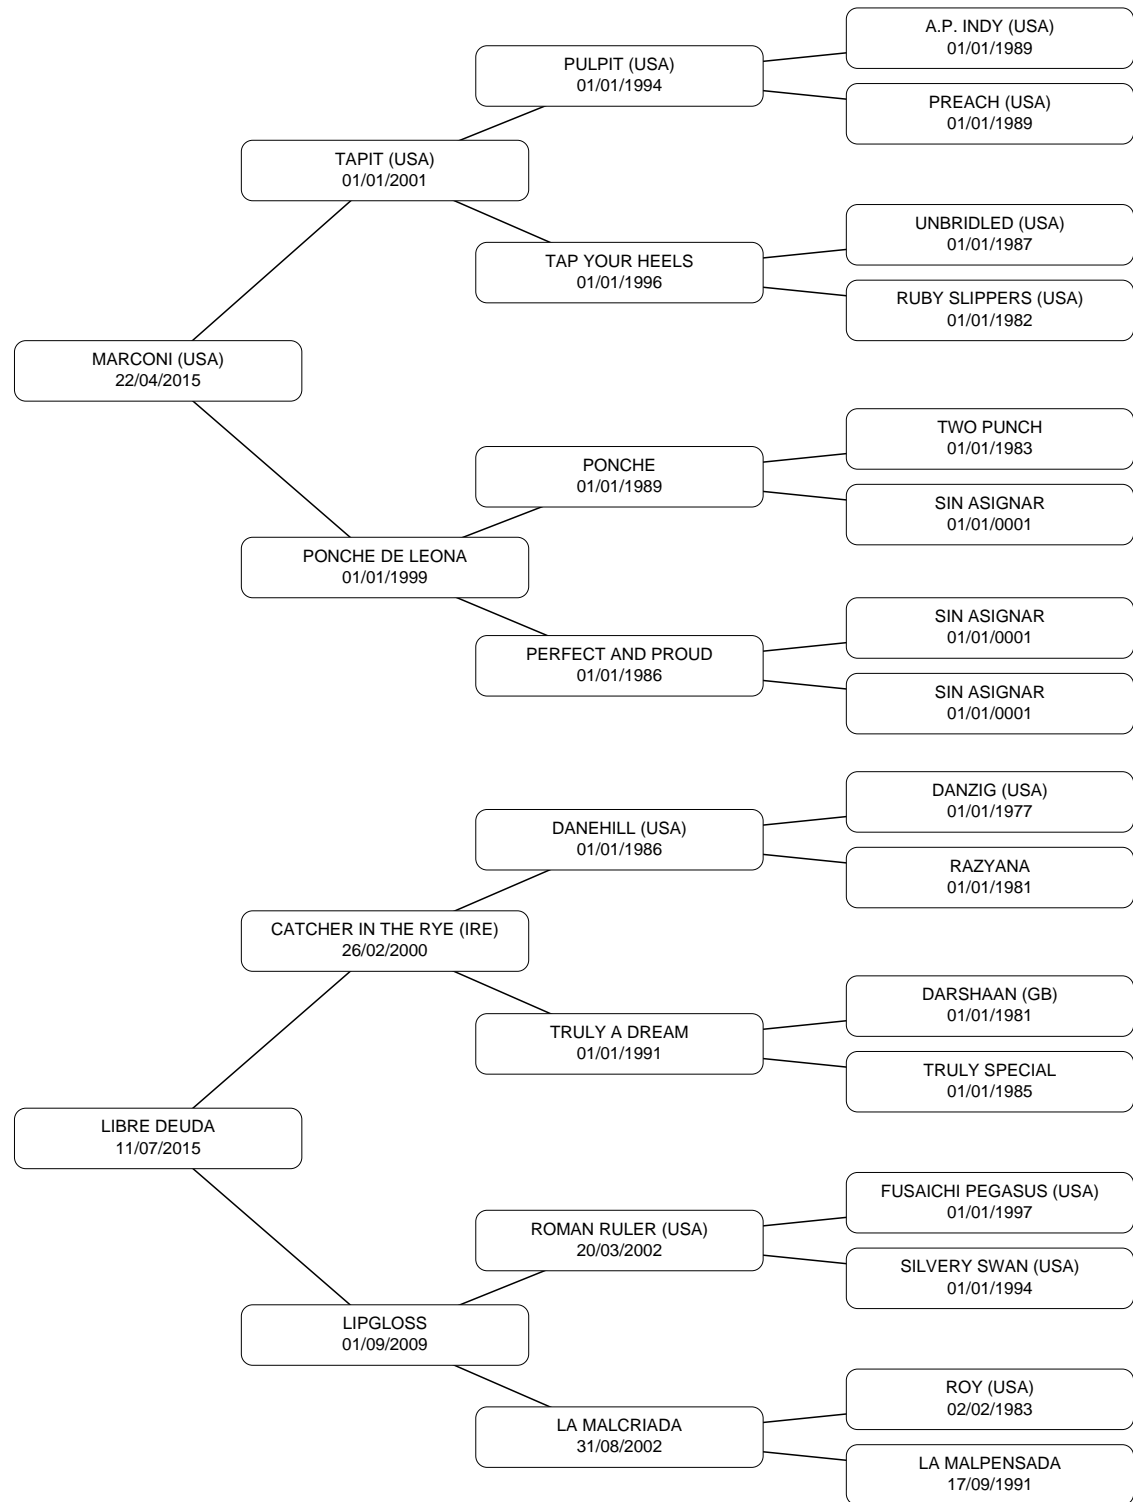 A.P. INDY (USA)
01/01/1989
PULPIT (USA)
01/01/1994
PREACH (USA)
01/01/1989
TAPIT (USA)
01/01/2001
UNBRIDLED (USA)
01/01/1987
TAP YOUR HEELS
01/01/1996
RUBY SLIPPERS (USA)
01/01/1982
MARCONI (USA)
22/04/2015
TWO PUNCH
01/01/1983
PONCHE
01/01/1989
SIN ASIGNAR
01/01/0001
PONCHE DE LEONA
01/01/1999
SIN ASIGNAR
01/01/0001
PERFECT AND PROUD
01/01/1986
SIN ASIGNAR
01/01/0001
DANZIG (USA)
01/01/1977
DANEHILL (USA)
01/01/1986
RAZYANA
01/01/1981
CATCHER IN THE RYE (IRE)
26/02/2000
DARSHAAN (GB)
01/01/1981
TRULY A DREAM
01/01/1991
TRULY SPECIAL
01/01/1985
LIBRE DEUDA
11/07/2015
FUSAICHI PEGASUS (USA)
01/01/1997
ROMAN RULER (USA)
20/03/2002
SILVERY SWAN (USA)
01/01/1994
LIPGLOSS
01/09/2009
ROY (USA)
02/02/1983
LA MALCRIADA
31/08/2002
LA MALPENSADA
17/09/1991